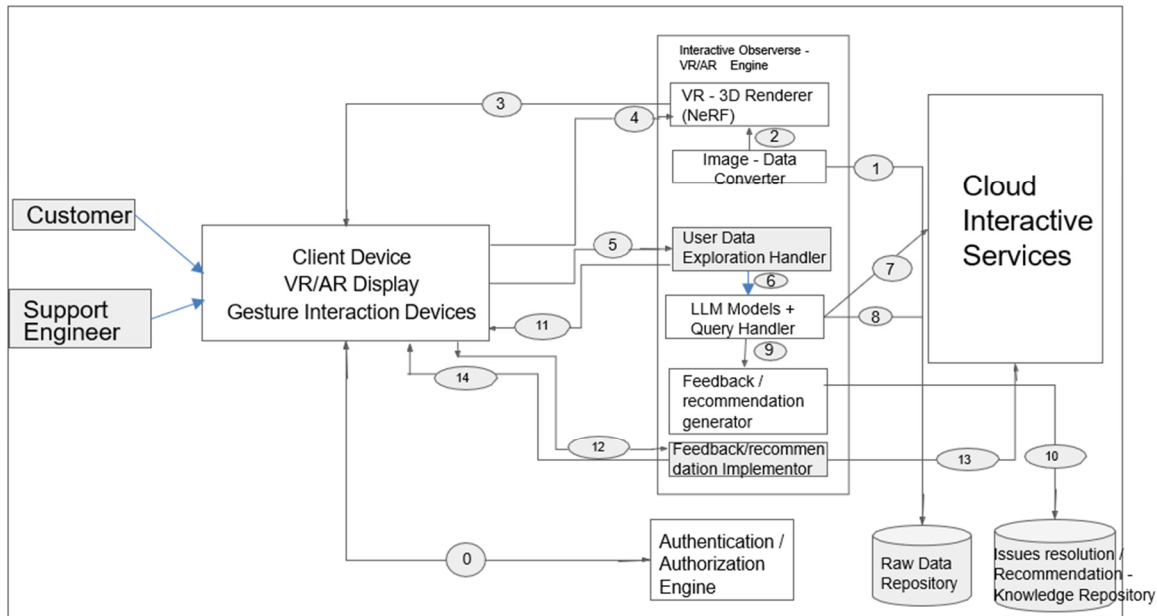 Interactive Observerse -
VR/AR Engine
VR - 3D Renderer
(NeRF)
3
4
2
Image - Data
Converter
1
Cloud
Interactive
Services
Customer
Support
Engineer
Client Device
VR/AR Display
Gesture Interaction Devices
5
User Data
Exploration Handler
6
7
LLM Models +
Query Handler
8
11
9
14
Feedback /
recommendation
generator
12
Feedback/recommen
dation Implementor
13
10
0
Authentication /
Authorization
Engine
Raw Data
Repository
Issues resolution /
Recommendation -
Knowledge Repository